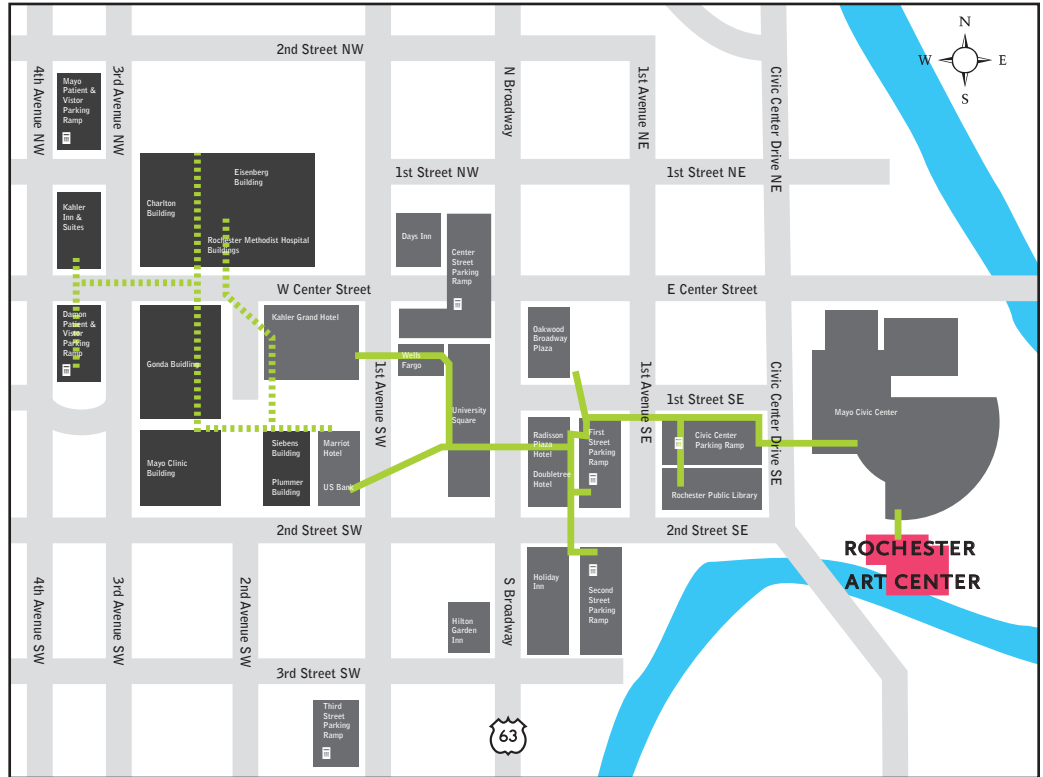 2nd Street NW
N
W
E
S
4th Avenue NW
Mayo
Patient &
Vistor
Parking
Ramp
3rd Avenue NW
N Broadway
1st Avenue NE
Civic Center Drive NE
1st Street NW
1st Street NE
Kahler
Inn &
Suites
Charlton
Building
Eisenberg
Building
Rochester Methodist Hospital
Buildings
Days Inn
Center
Street
Parking
Ramp
W Center Street
E Center Street
Damon
Patient &
Vistor
Parking
Ramp
Gonda Buidling
Kahler Grand Hotel
Wells
Fargo
Oakwood
Broadway
Plaza
1st Avenue SW
University
Square
1st Avenue SE
1st Street SE
Civic Center Drive SE
Mayo Civic Center
Mayo Clinic
Building
Siebens
Building
Plummer
Building
Marriot
Hotel
US Bank
Radisson
Plaza
Hotel
Doubletree
Hotel
First
Street
Parking
Ramp
Civic Center
Parking Ramp
Rochester Public Library
2nd Street SW
2nd Street SE
ROCHESTER
ART CENTER
4th Avenue SW
3rd Avenue SW
2nd Avenue SW
S Broadway
Holiday
Inn
Second
Street
Parking
Ramp
Hilton
Garden
Inn
3rd Street SW
Third
Street
Parking
Ramp
63